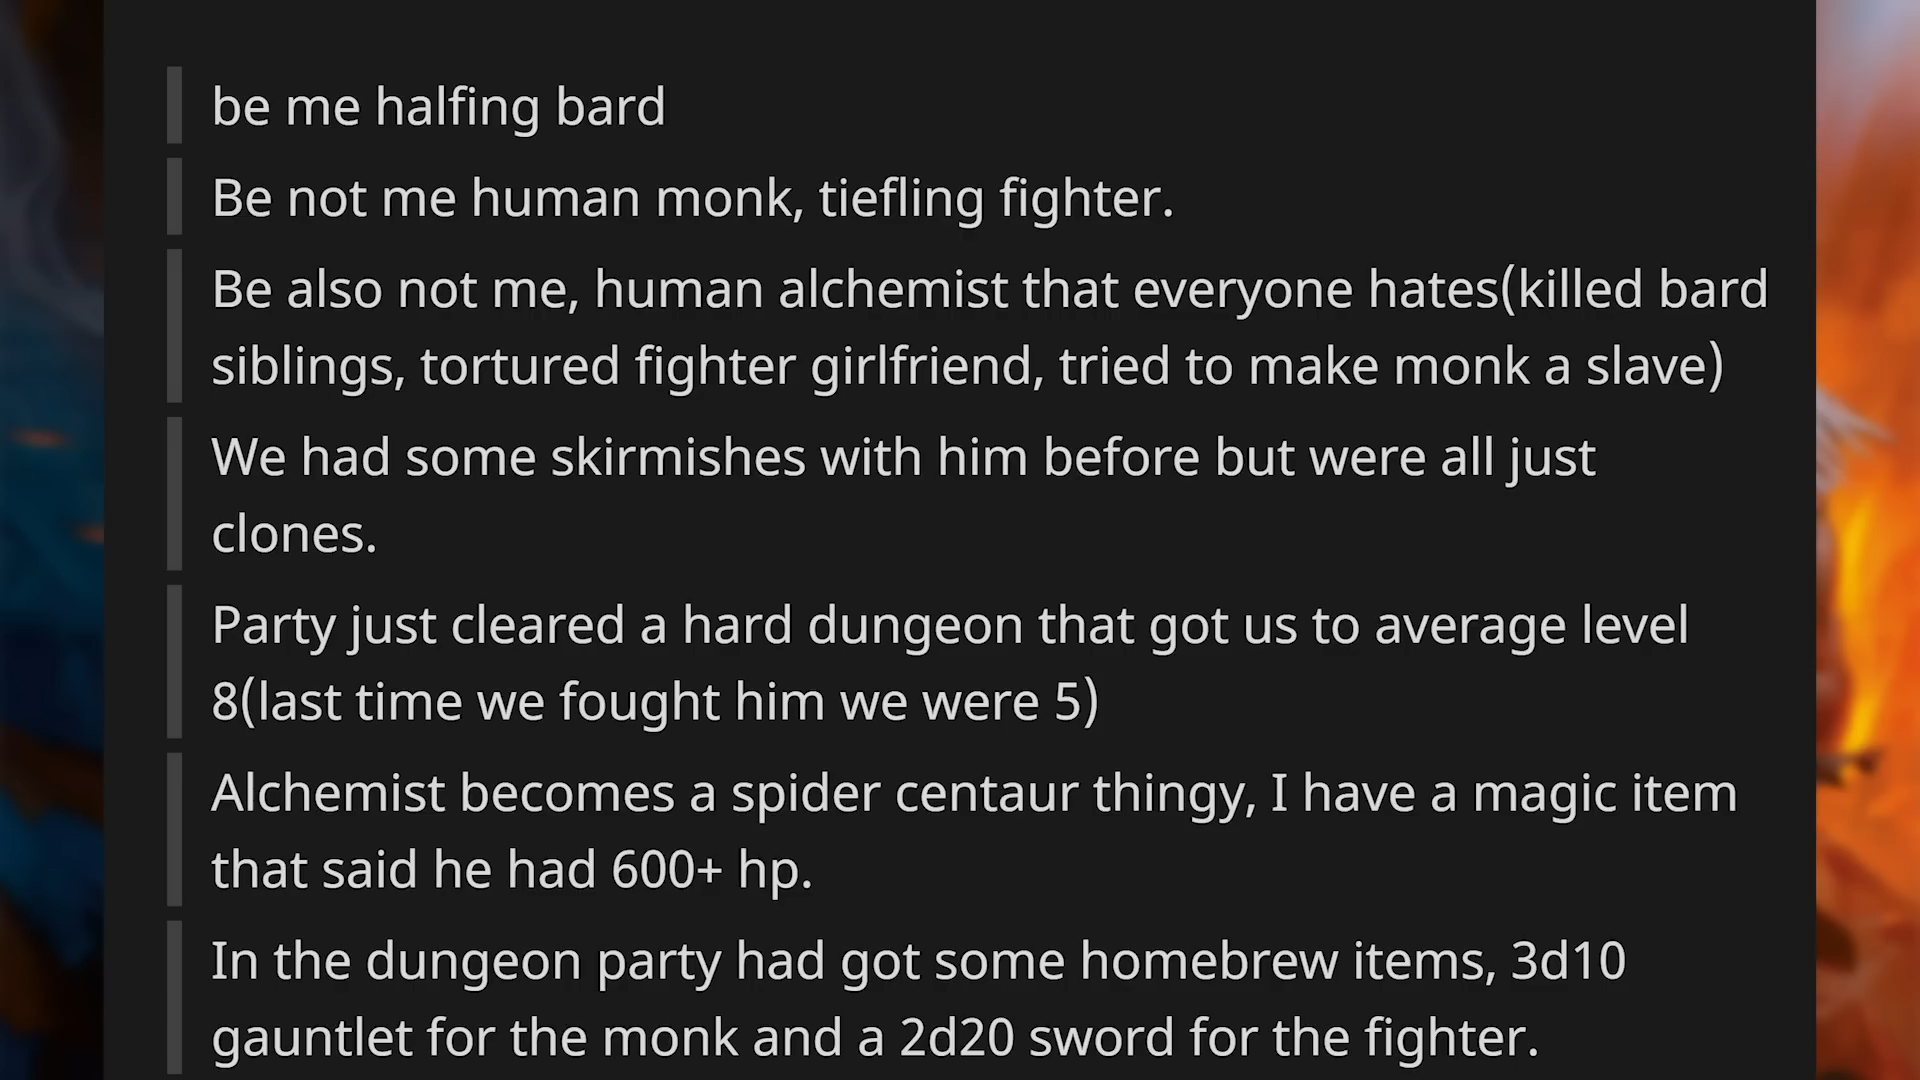 be me halfing bard
Be not me human monk, tiefling fighter.
Be also not me, human alchemist that everyone hates(killed bard
siblings, tortured fighter girlfriend, tried to make monk a slave)
We had some skirmishes with him before but were all just
clones.
Party just cleared a hard dungeon that got us to average level
8(last time we fought him we were 5)
Alchemist becomes a spider centaur thingy, I have a magic item
that said he had 600+ hp.
In the dungeon party had got some homebrew items, 3d10
gauntlet for the monk and a 2d20 sword for the fighter.